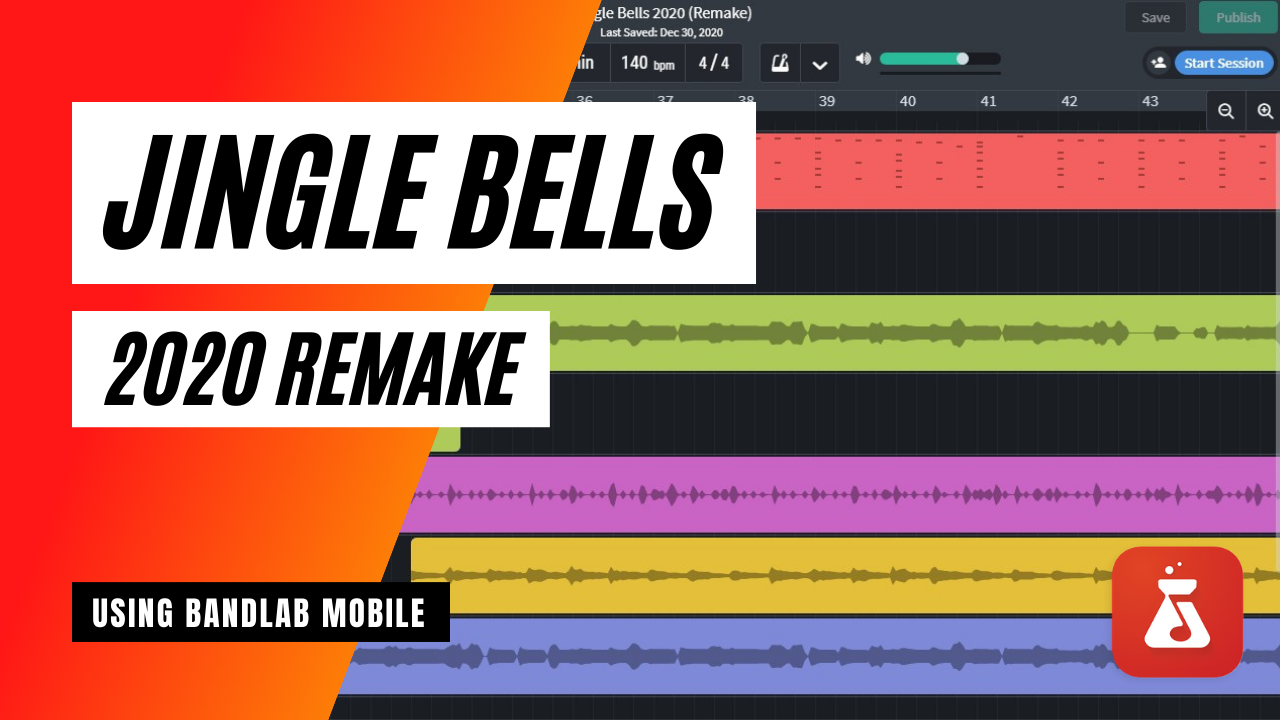 gle Bells 2020 (Remake)
Save
Publish
Last Saved: Dec 30, 2020
140 bpm
4 / 4
Start Session
36 37 38 39 40 41 42 43
JINGLE BELLS
2020 REMAKE
USING BANDLAB MOBILE